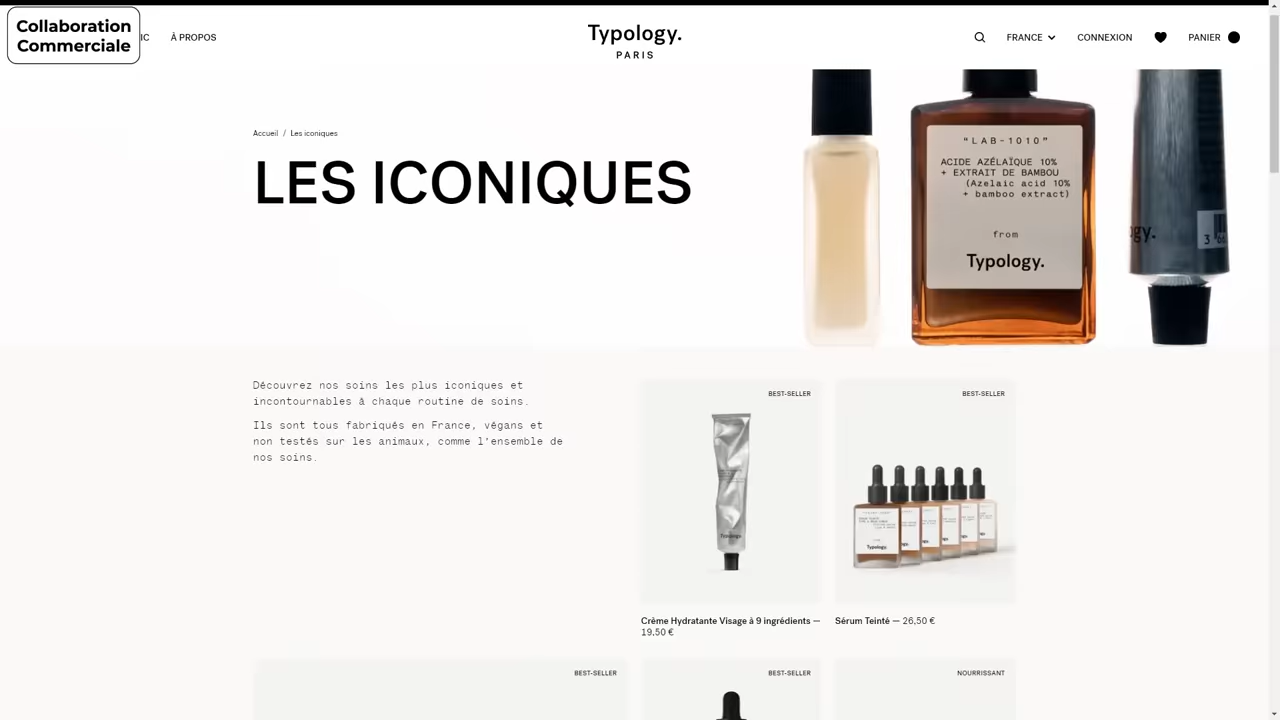 Collaboration
Commerciale
IC
À PROPOS
Typology.
PARIS
FRANCE
CONNEXION
PANIER
Accueil / Les iconiques
LES ICONIQUES
"LAB-1010"
ACIDE AZÉLAÏQUE 10%
+ EXTRAIT DE BAMBOU
(Azelaic acid 10%
+ bamboo extract)
from
Typology.
ogy.
3
Découvrez nos soins les plus iconiques et
incontournables à chaque routine de soins.
Ils sont tous fabriqués en France, végans et
non testés sur les animaux, comme l'ensemble de
nos soins.
BEST-SELLER
Typology.
Crème Hydratante Visage à 9 ingrédients —
19,50 €
BEST-SELLER
Typology.
Sérum Teinté — 26,50 €
BEST-SELLER
BEST-SELLER
NOURRISSANT